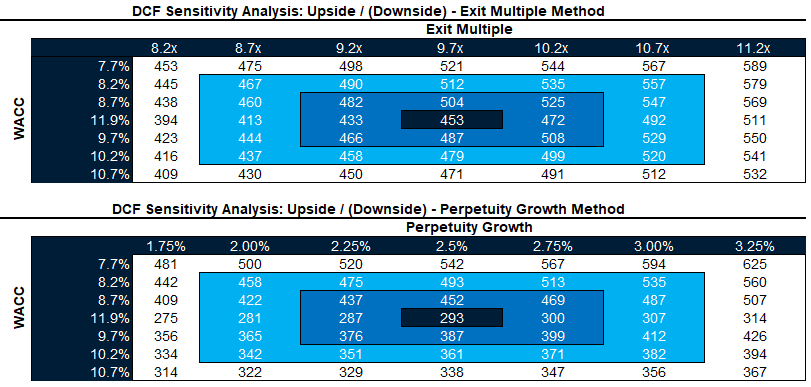 DCF Sensitivity Analysis: Upside / (Downside) - Exit Multiple Method
Exit Multiple
8.2x 8.7x 9.2x 9.7x 10.2x 10.7x 11.2x
WACC
7.7% 453 475 498 521 544 567 589
8.2% 445 467 490 512 535 557 579
8.7% 438 460 482 504 525 547 569
11.9% 394 413 433 453 472 492 511
9.7% 423 444 466 487 508 529 550
10.2% 416 437 458 479 499 520 541
10.7% 409 430 450 471 491 512 532
DCF Sensitivity Analysis: Upside / (Downside) - Perpetuity Growth Method
Perpetuity Growth
1.75% 2.00% 2.25% 2.5% 2.75% 3.00% 3.25%
WACC
7.7% 481 500 520 542 567 594 625
8.2% 442 458 475 493 513 535 560
8.7% 409 422 437 452 469 487 507
11.9% 275 281 287 293 300 307 314
9.7% 356 365 376 387 399 412 426
10.2% 334 342 351 361 371 382 394
10.7% 314 322 329 338 347 356 367